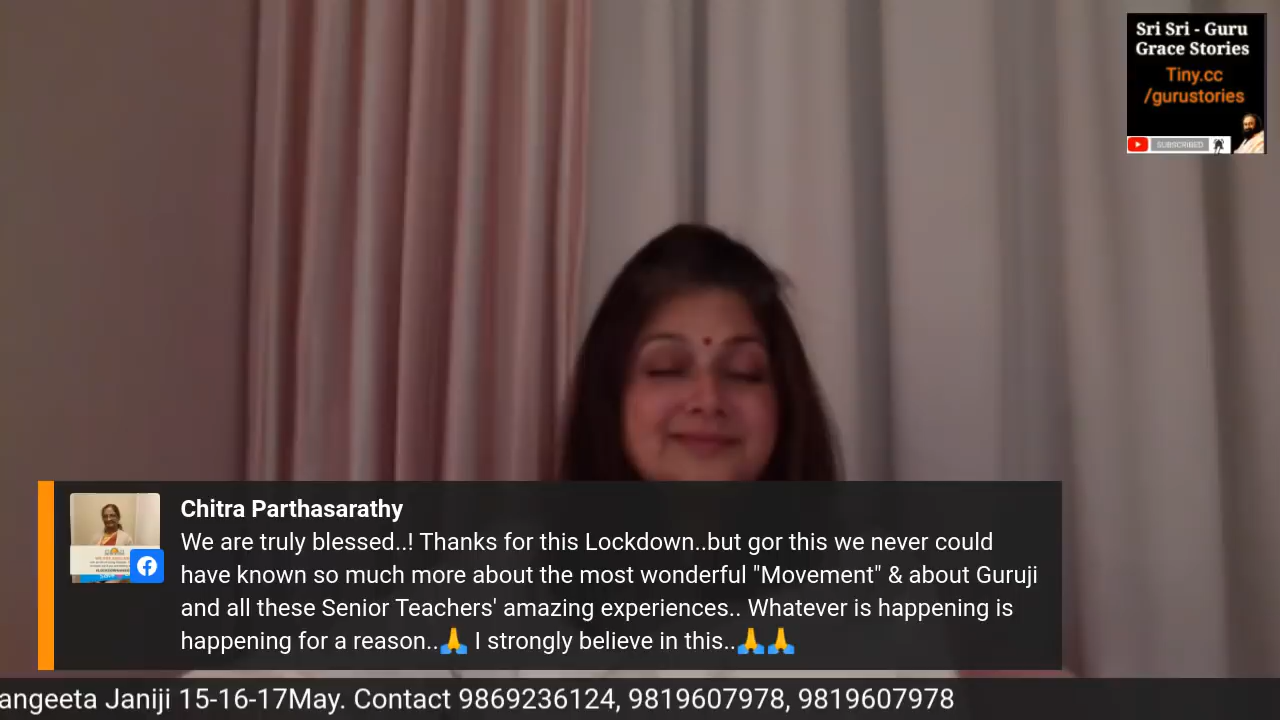 Sri Sri - Guru
Grace Stories
Tiny.cc
/gurustories
SUBSCRIBED
Chitra Parthasarathy
We are truly blessed..! Thanks for this Lockdown..but gor this we never could
have known so much more about the most wonderful "Movement" & about Guruji
and all these Senior Teachers' amazing experiences.. Whatever is happening is
happening for a reason..🙏 I strongly believe in this..🙏🙏
angeeta Janiji 15-16-17May. Contact 9869236124, 9819607978, 9819607978